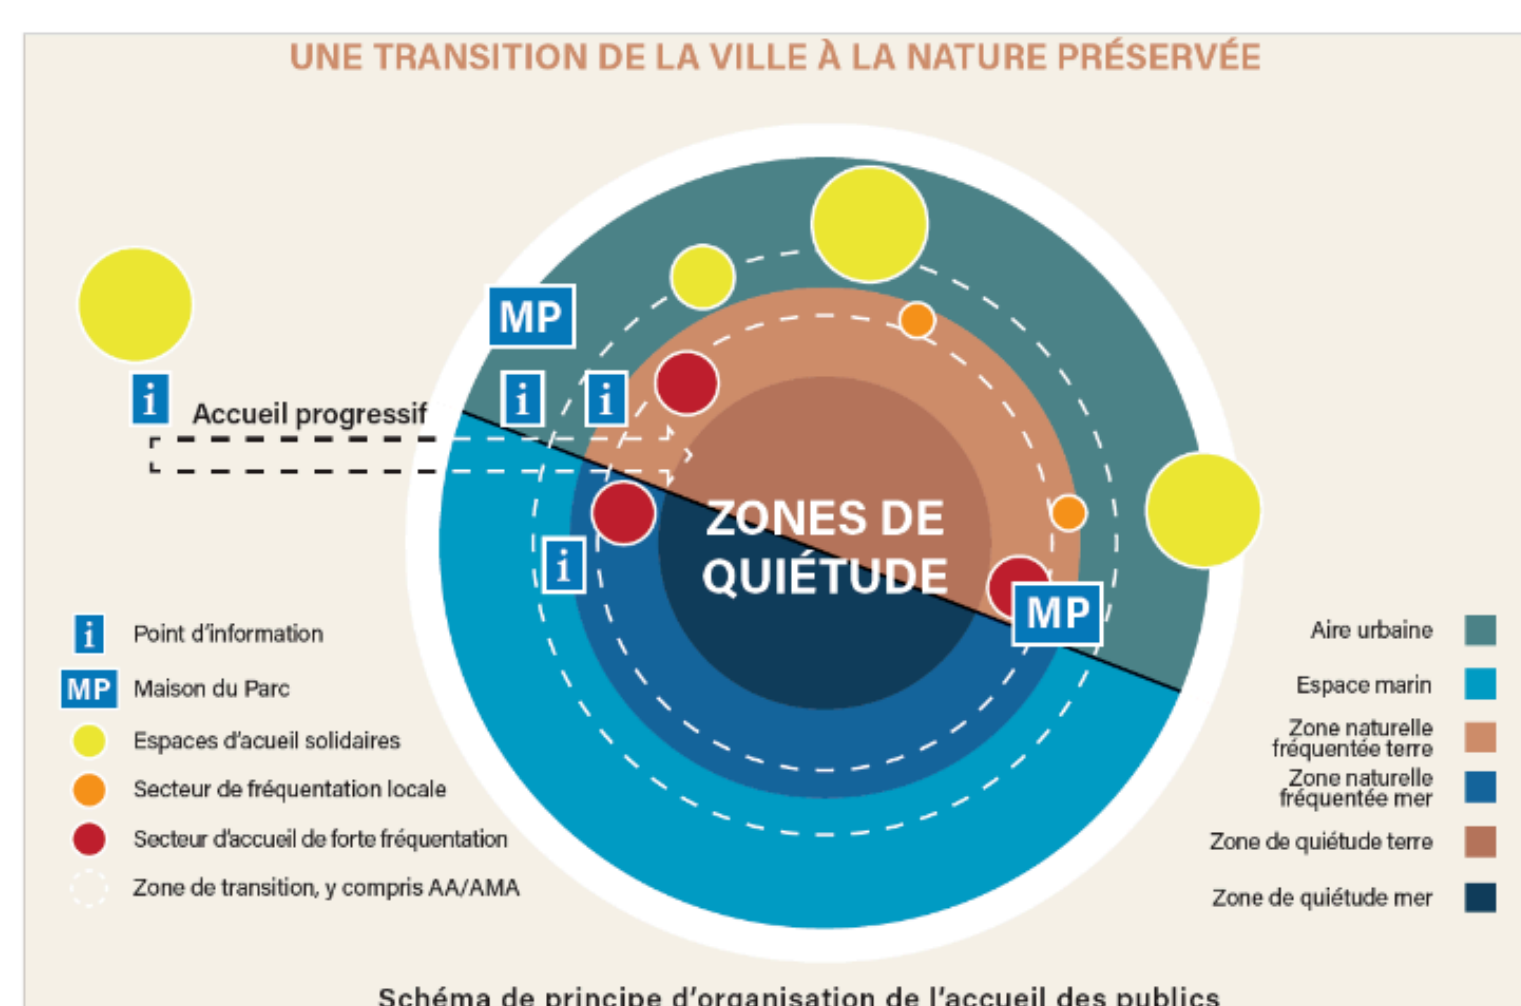 UNE TRANSITION DE LA VILLE À LA NATURE PRÉSERVÉE
MP
i
i
i
Accueil progressif
ZONES DE
QUIÉTUDE
i
MP
i Point d'information
MP Maison du Parc
Espaces d'acueil solidaires
Secteur de fréquentation locale
Secteur d'accueil de forte fréquentation
Zone de transition, y compris AA/AMA
Aire urbaine
Espace marin
Zone naturelle
fréquentée terre
Zone naturelle
fréquentée mer
Zone de quiétude terre
Zone de quiétude mer
Schéma de principe d'organisation de l'accueil des publics